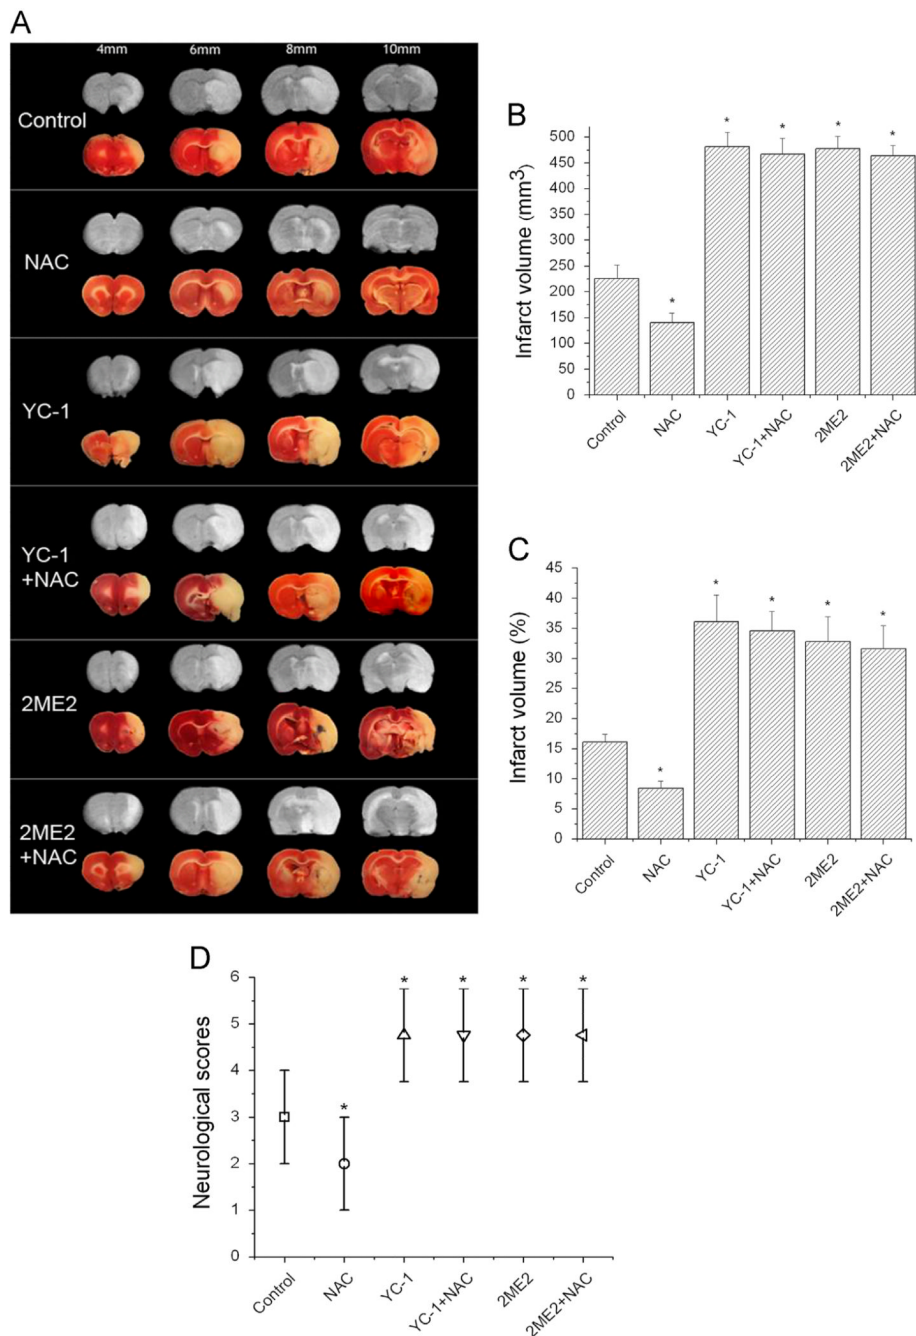 A
4mm 6mm 8mm 10mm
Control
NAC
YC-1
YC-1
+NAC
2ME2
2ME2
+NAC
B
Infarct volume (mm3)
500
450
400
350
300
250
200
150
100
50
0
* * * * *
Control NAC YC-1 YC-1+NAC 2ME2 2ME2+NAC
C
Infarct volume (%)
45
40
35
30
25
20
15
10
5
0
* * * * *
Control NAC YC-1 YC-1+NAC 2ME2 2ME2+NAC
D
Neurological scores
6
5
4
3
2
1
0
* * * * *
Control NAC YC-1 YC-1+NAC 2ME2 2ME2+NAC